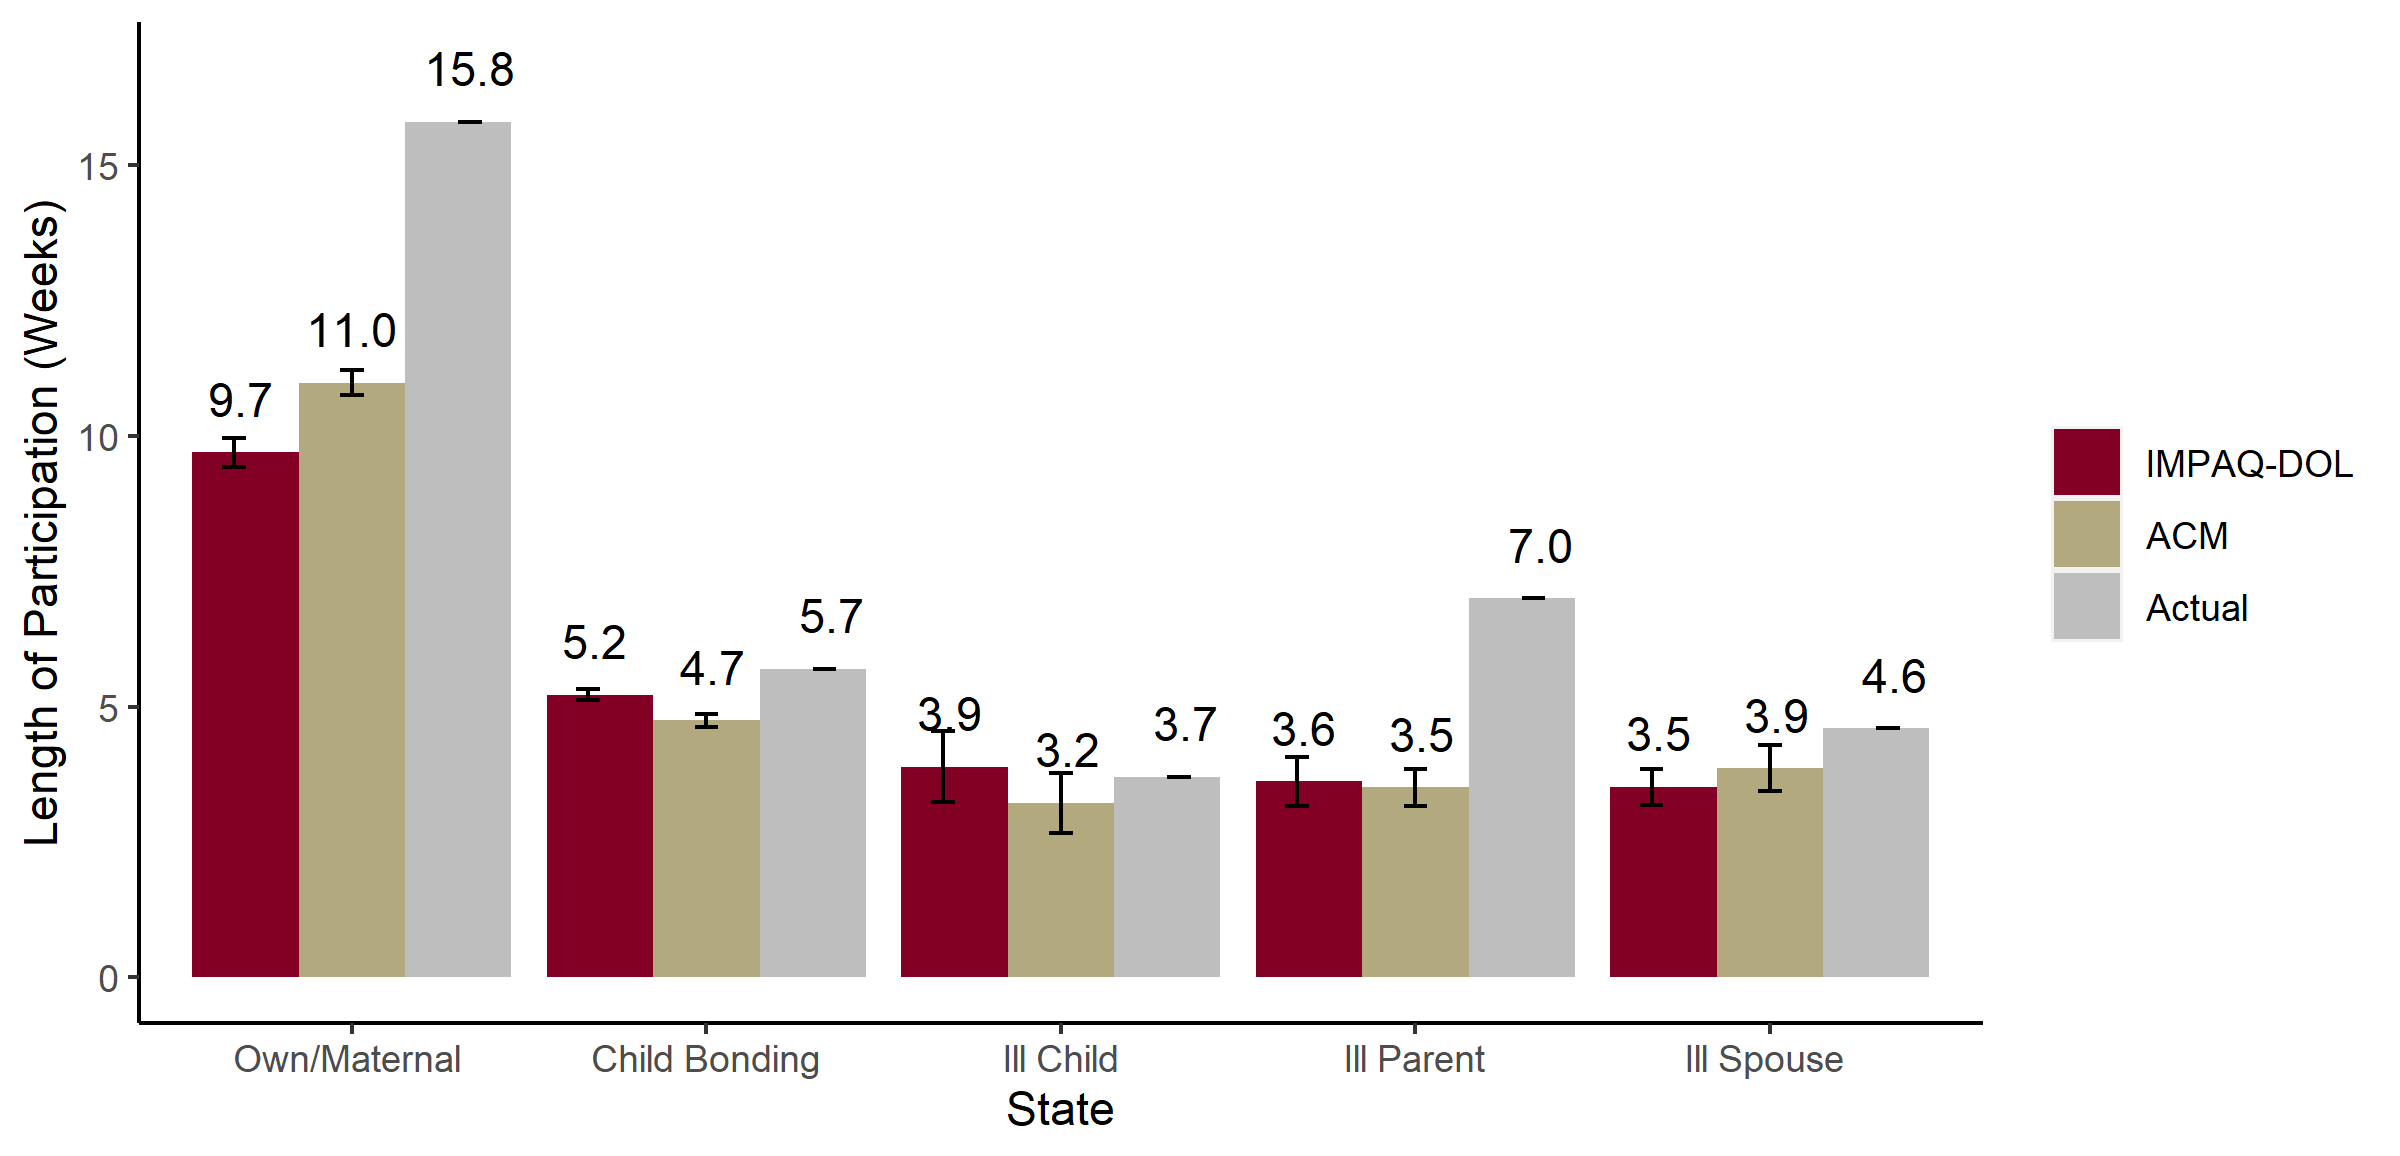 15.8
11.0
9.7
5.2
4.7
5.7
3.9
3.2
3.7
3.6
3.5
7.0
3.5
3.9
4.6
15
10
5
0
Length of Participation (Weeks)
Own/Maternal
Child Bonding
Ill Child
Ill Parent
Ill Spouse
State
IMPAQ-DOL
ACM
Actual